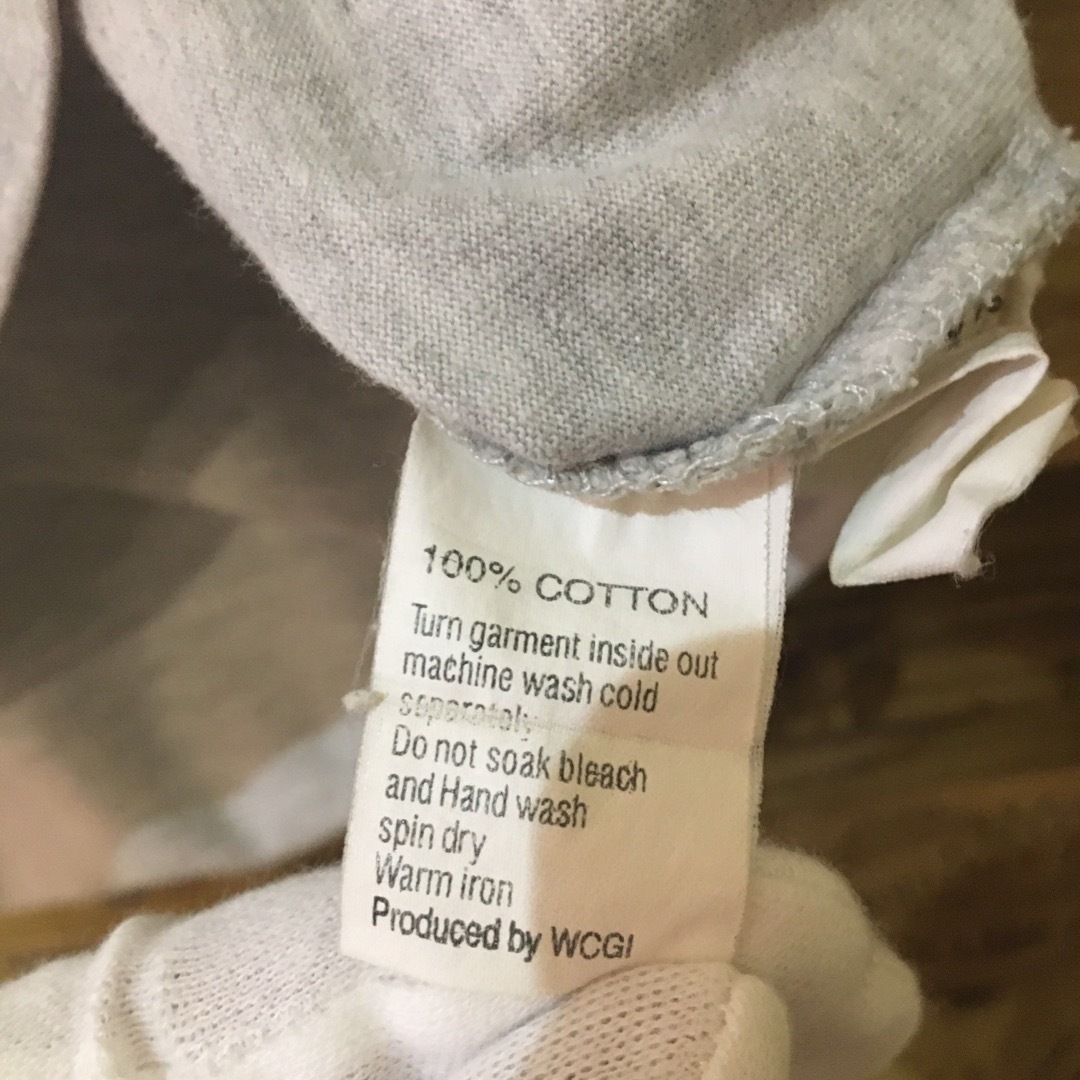 100% COTTON
Turn garment inside out
machine wash cold
separately
Do not soak bleach
and Hand wash
spin dry
Warm iron
Produced by WCGI